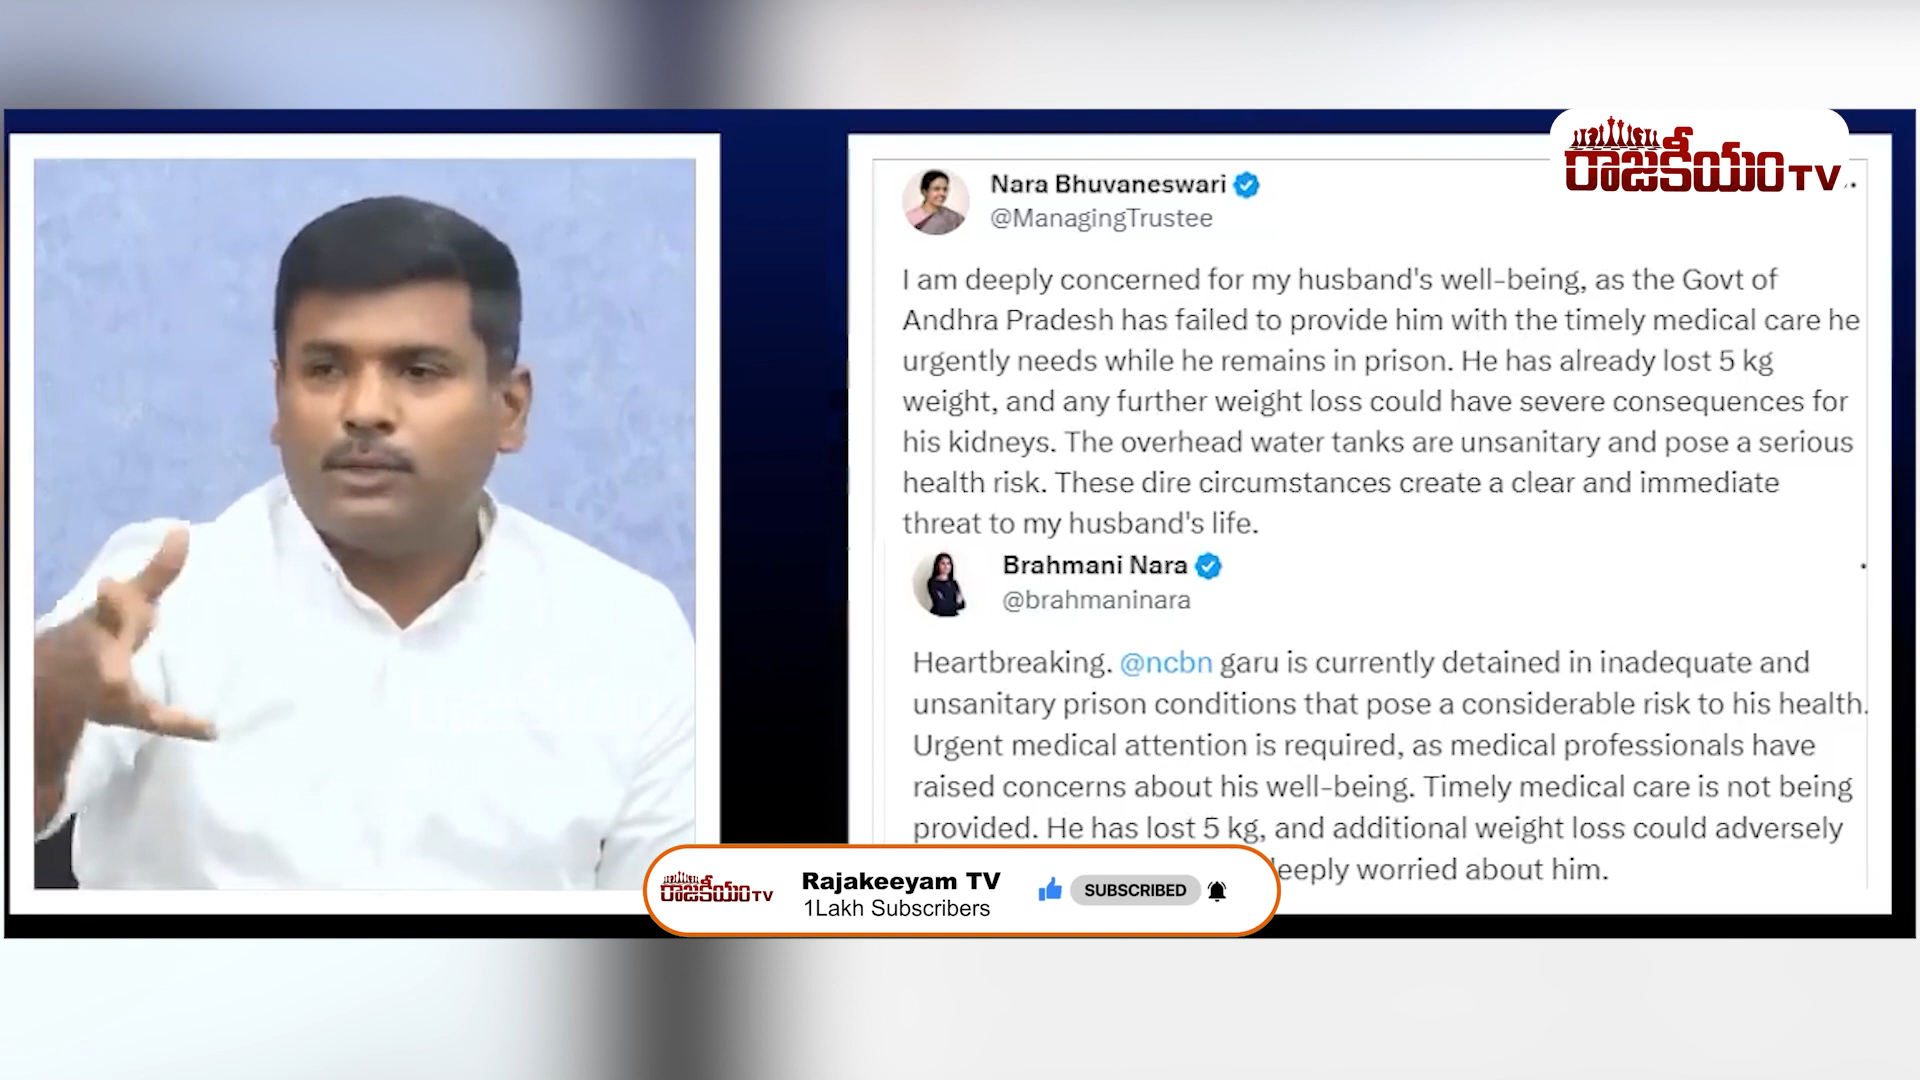 రాజకీయం TV
Nara Bhuvaneswari
@ManagingTrustee
I am deeply concerned for my husband's well-being, as the Govt of
Andhra Pradesh has failed to provide him with the timely medical care he
urgently needs while he remains in prison. He has already lost 5 kg
weight, and any further weight loss could have severe consequences for
his kidneys. The overhead water tanks are unsanitary and pose a serious
health risk. These dire circumstances create a clear and immediate
threat to my husband's life.
Brahmani Nara
@brahmaninara
Heartbreaking. @ncbn garu is currently detained in inadequate and
unsanitary prison conditions that pose a considerable risk to his health.
Urgent medical attention is required, as medical professionals have
raised concerns about his well-being. Timely medical care is not being
provided. He has lost 5 kg, and additional weight loss could adversely
worried about him.
రాజకీయం TV
Rajakeeyam TV
1Lakh Subscribers
SUBSCRIBED